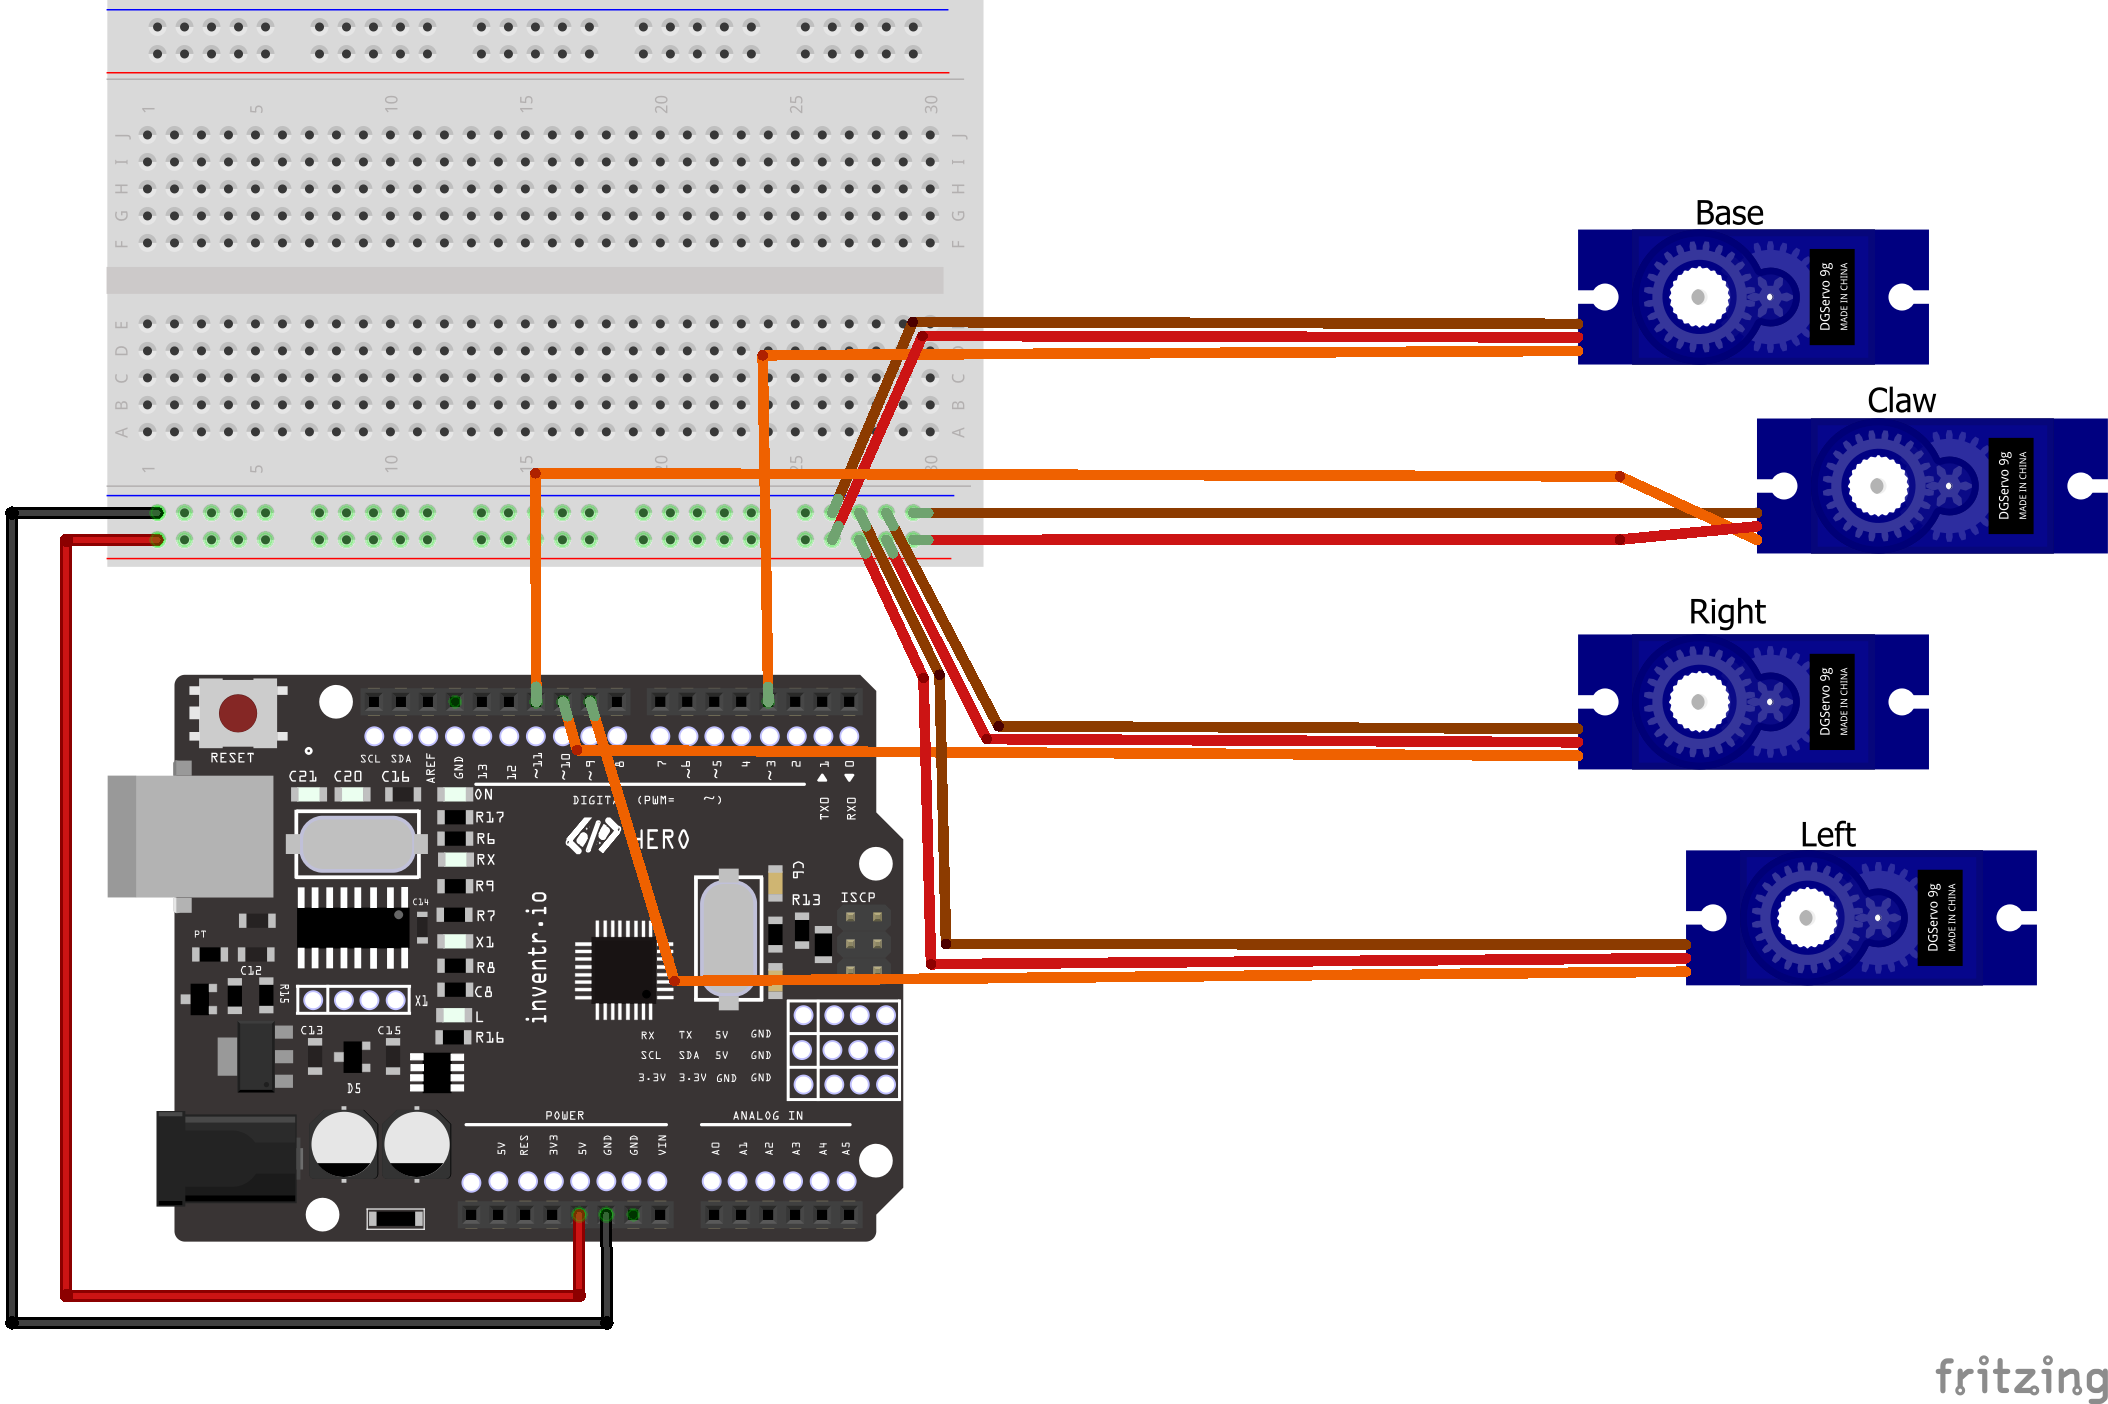 1 5 10 15 20 25 30
J J
I I
H H
G G
F F
Base
DGServo 9g
MADE IN CHINA
E
D
C C
B B
A A
Claw
DGServo 9g
MADE IN CHINA
1 5 15 20 25 30
10
Right
DGServo 9g
MADE IN CHINA
RESET
SCL SDA AREF GND 13 12 ~11 ~10 ~9 8 7 ~6 ~5 4 ~3 2 1 0
TX0 RX0
DIGITAL (PWM= ~)
C21 C20 C16
ON
R17
R6
RX
R9
R7
X1
R8
C8
L
R16
HERO
inventr.io
C9
R13
ISCP
Left
DGServo 9g
MADE IN CHINA
C14
PT
C12
R15
X1
C13 C15
D5
RX TX 5V GND
SCL SDA 5V GND
3.3V 3.3V GND GND
POWER
ANALOG IN
5V RES 3V3 5V GND GND VIN
A0 A1 A2 A3 A4 A5
fritzing